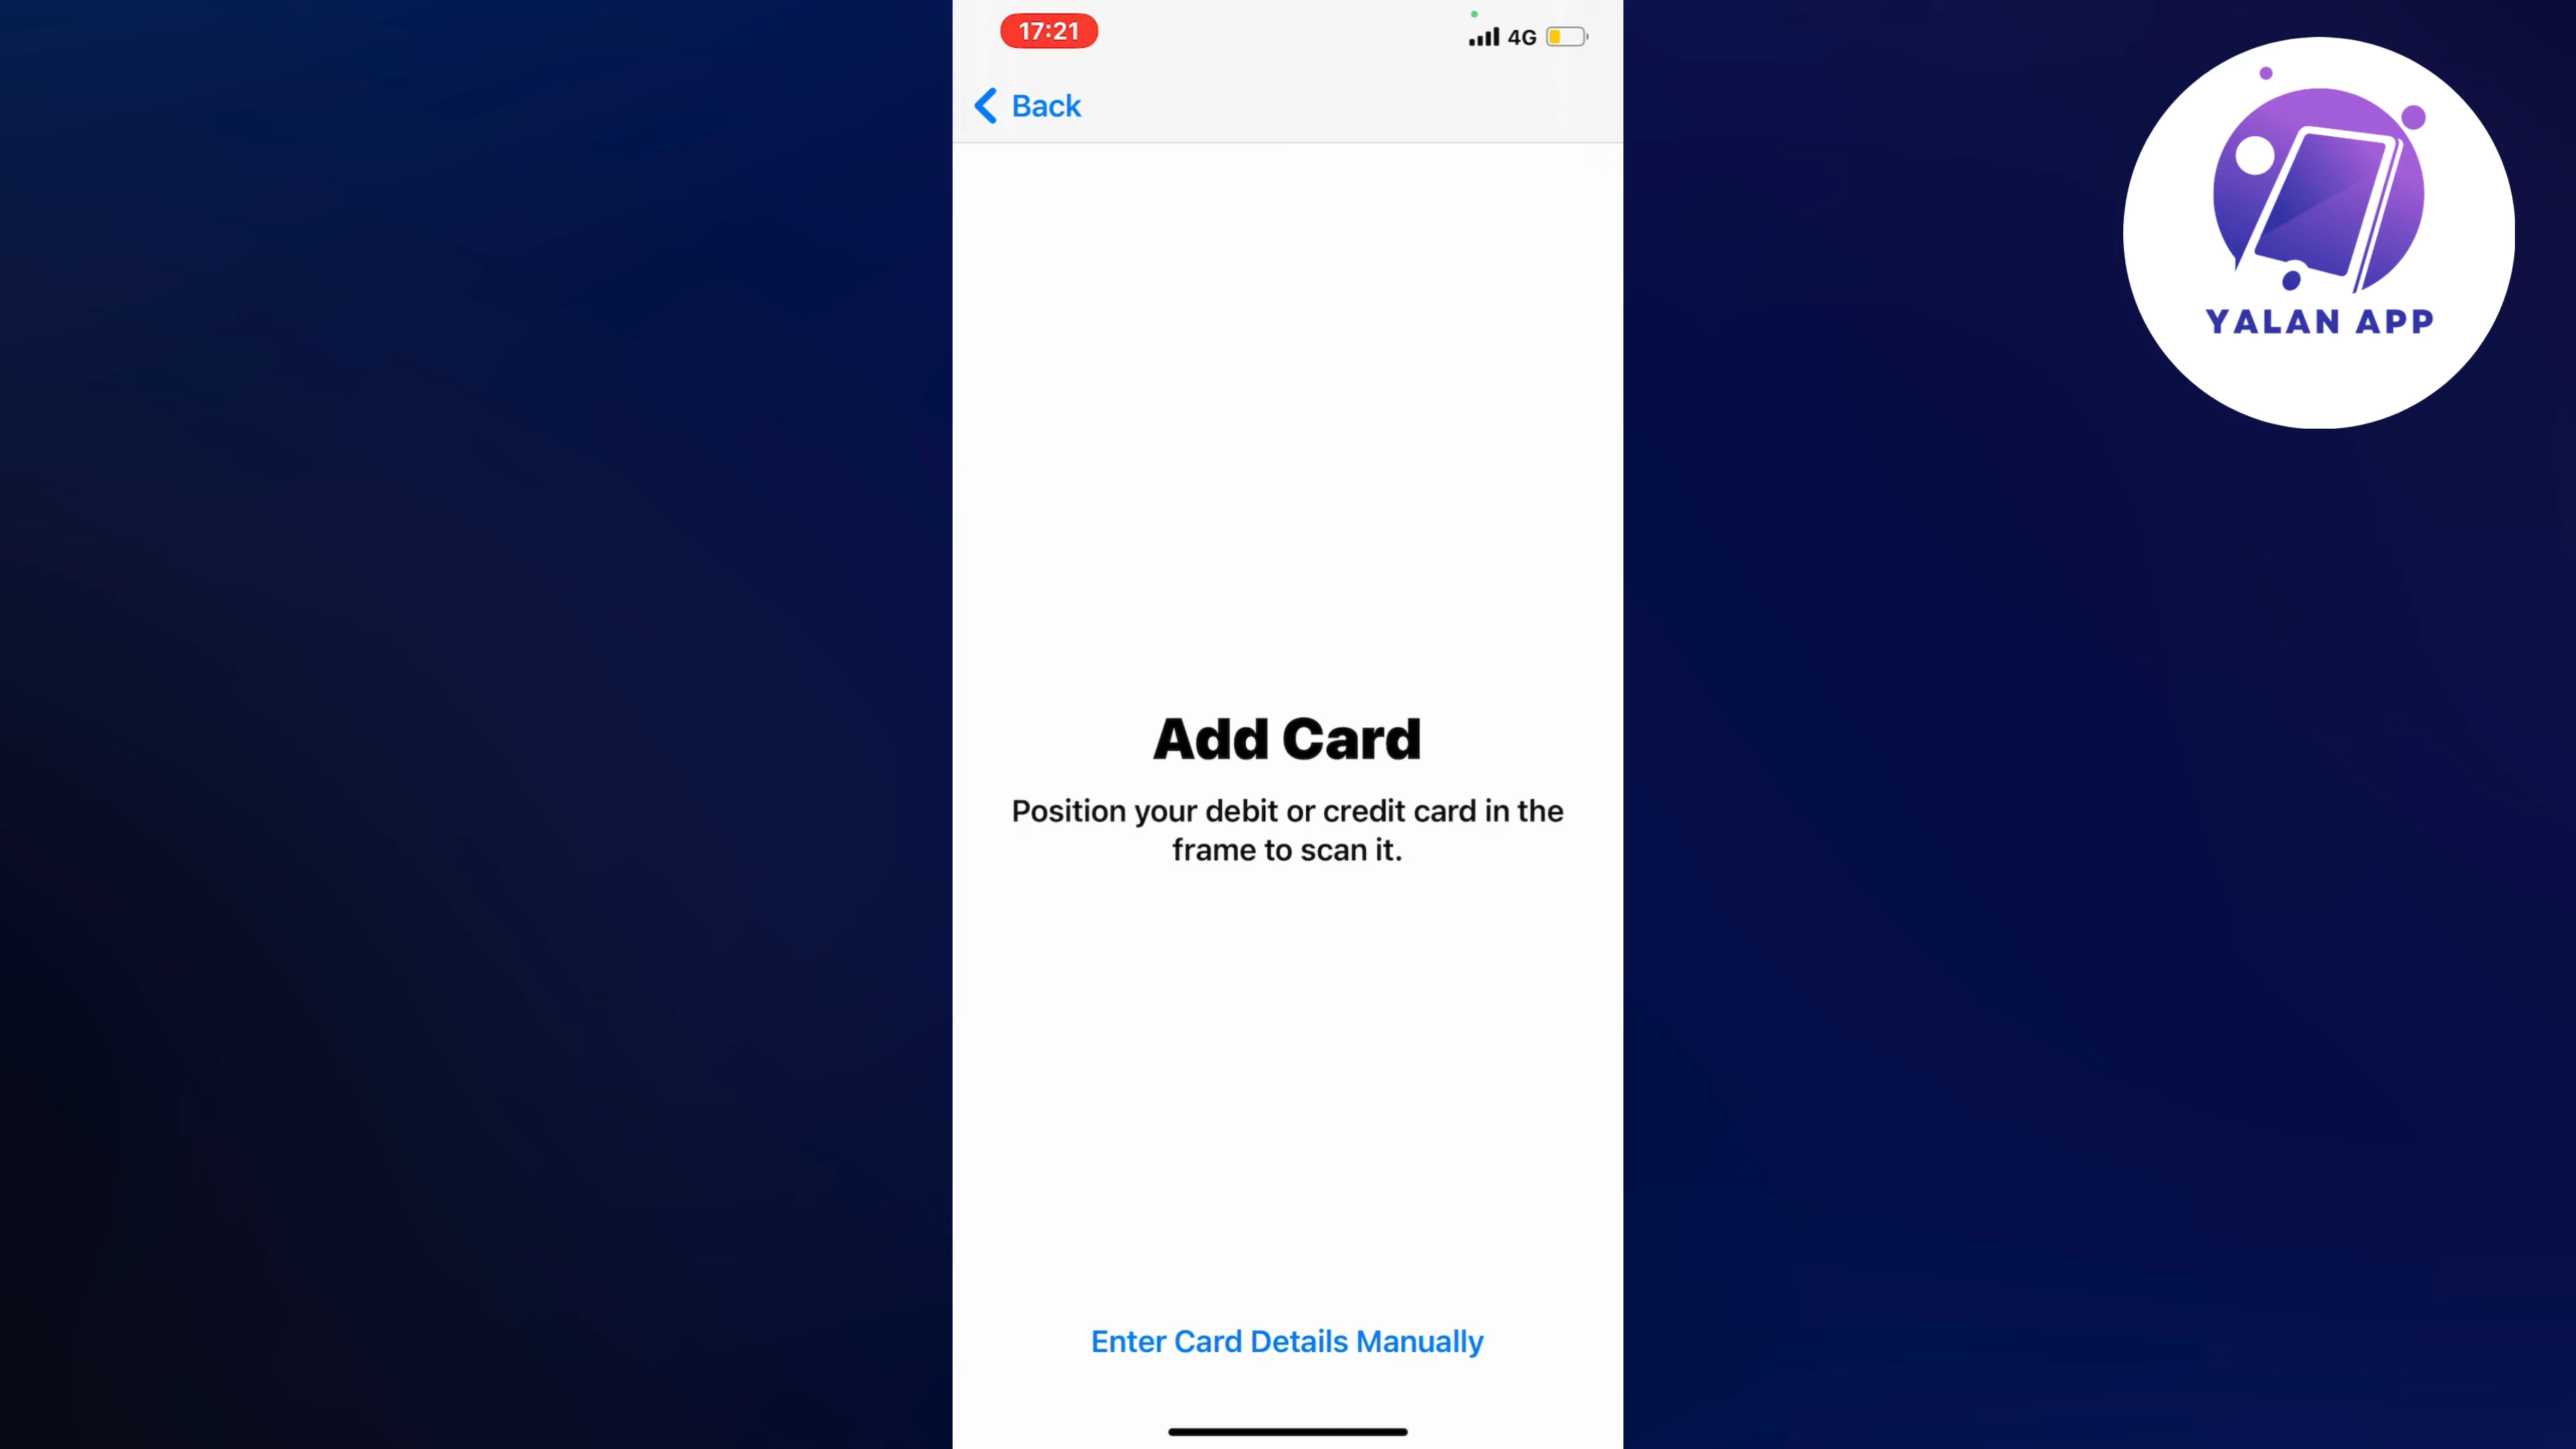 17:21
4G
Back
YALAN APP
Add Card
Position your debit or credit card in the
frame to scan it.
Enter Card Details Manually